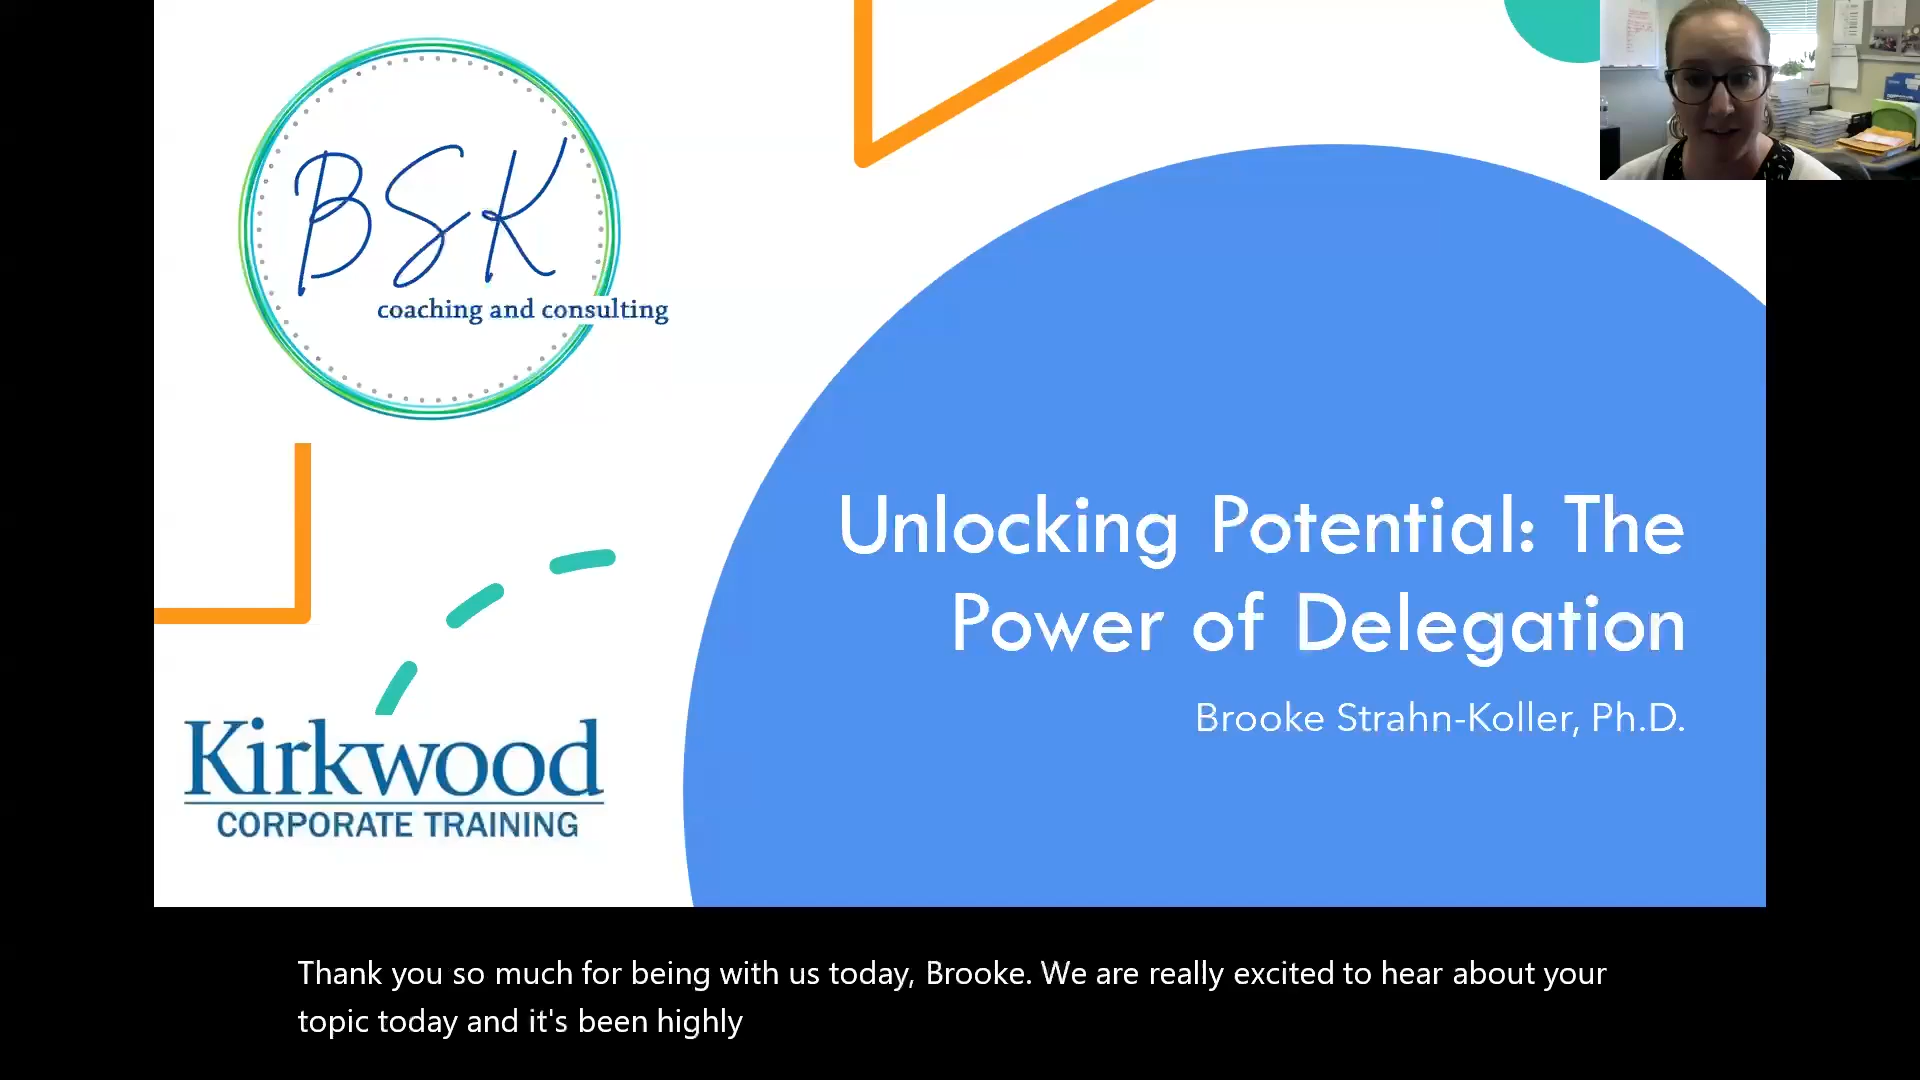 BSK
coaching and consulting
Unlocking Potential: The
Power of Delegation
Brooke Strahn-Koller, Ph.D.
Kirkwood
CORPORATE TRAINING
Thank you so much for being with us today, Brooke. We are really excited to hear about your
topic today and it's been highly